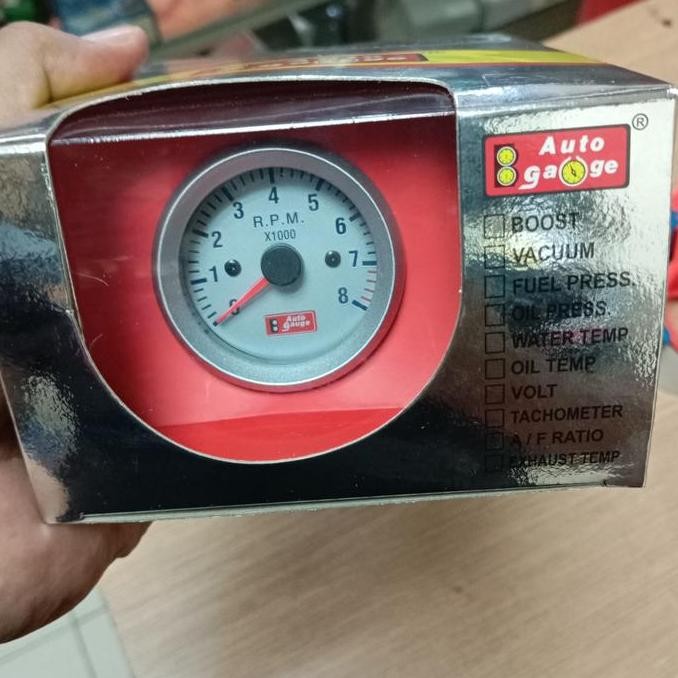 Auto
gauge
®
BOOST
VACUUM
FUEL PRESS.
OIL PRESS.
WATER TEMP
OIL TEMP
VOLT
TACHOMETER
A / F RATIO
EXHAUST TEMP
R.P.M.
X1000
0
1
2
3
4
5
6
7
8
Auto
gauge